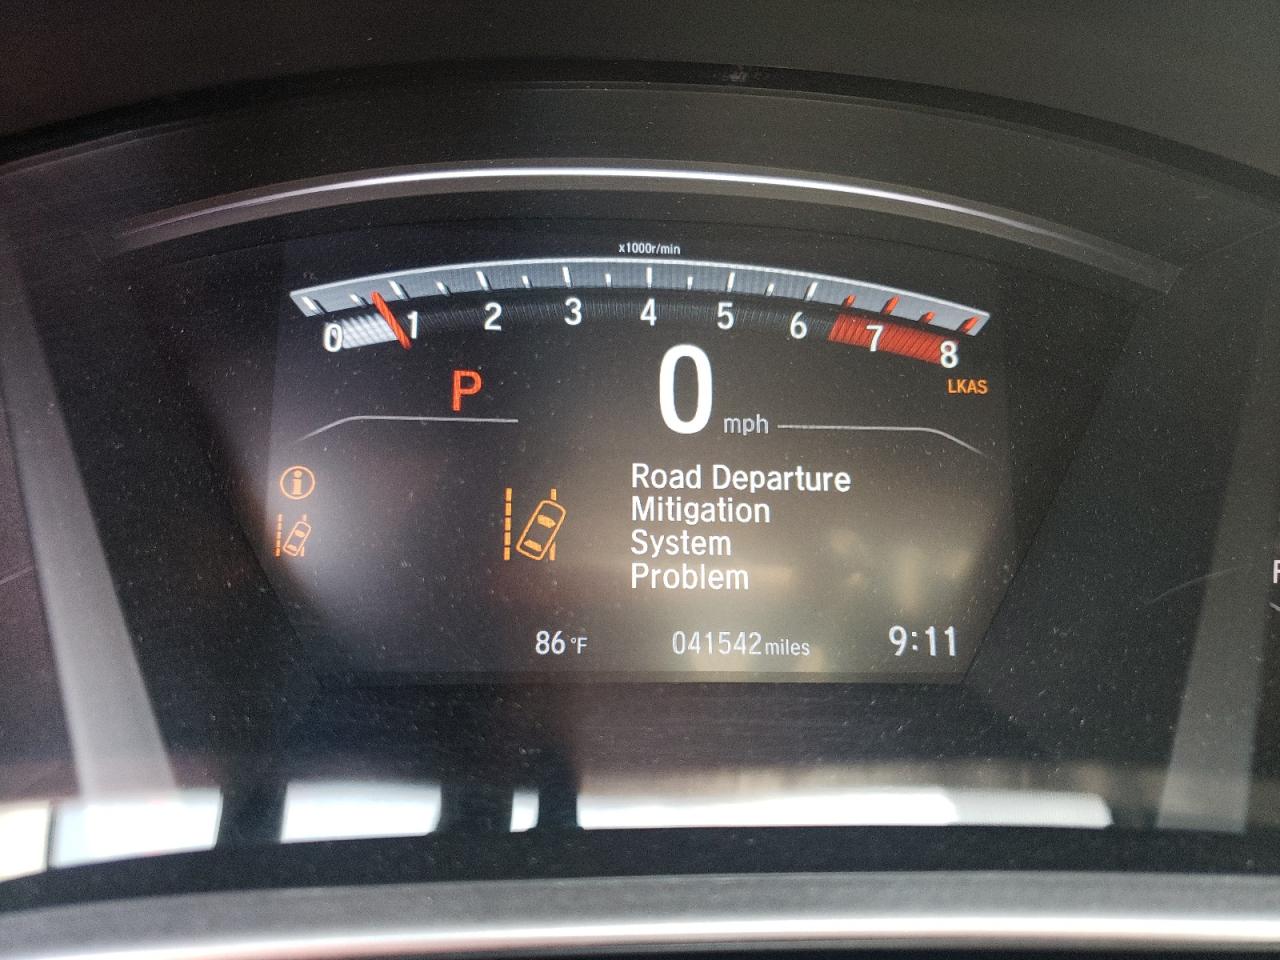 x1000r/min
0 1 2 3 4 5 6 7 8
LKAS
P
0 mph
Road Departure
Mitigation
System
Problem
86°F 041542 miles 9:11